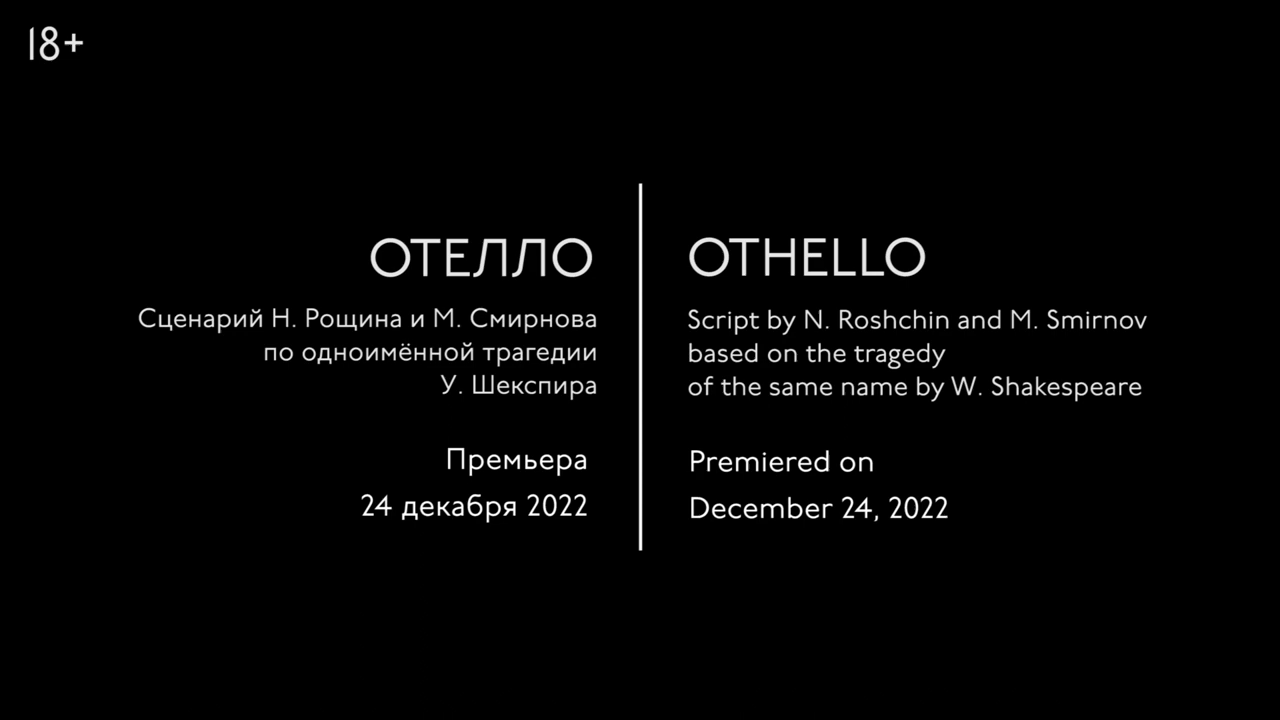 18+
ОТЕЛЛО
Сценарий Н. Рощина и М. Смирнова
по одноимённой трагедии
У. Шекспира
Премьера
24 декабря 2022
OTHELLO
Script by N. Roshchin and M. Smirnov
based on the tragedy
of the same name by W. Shakespeare
Premiered on
December 24, 2022